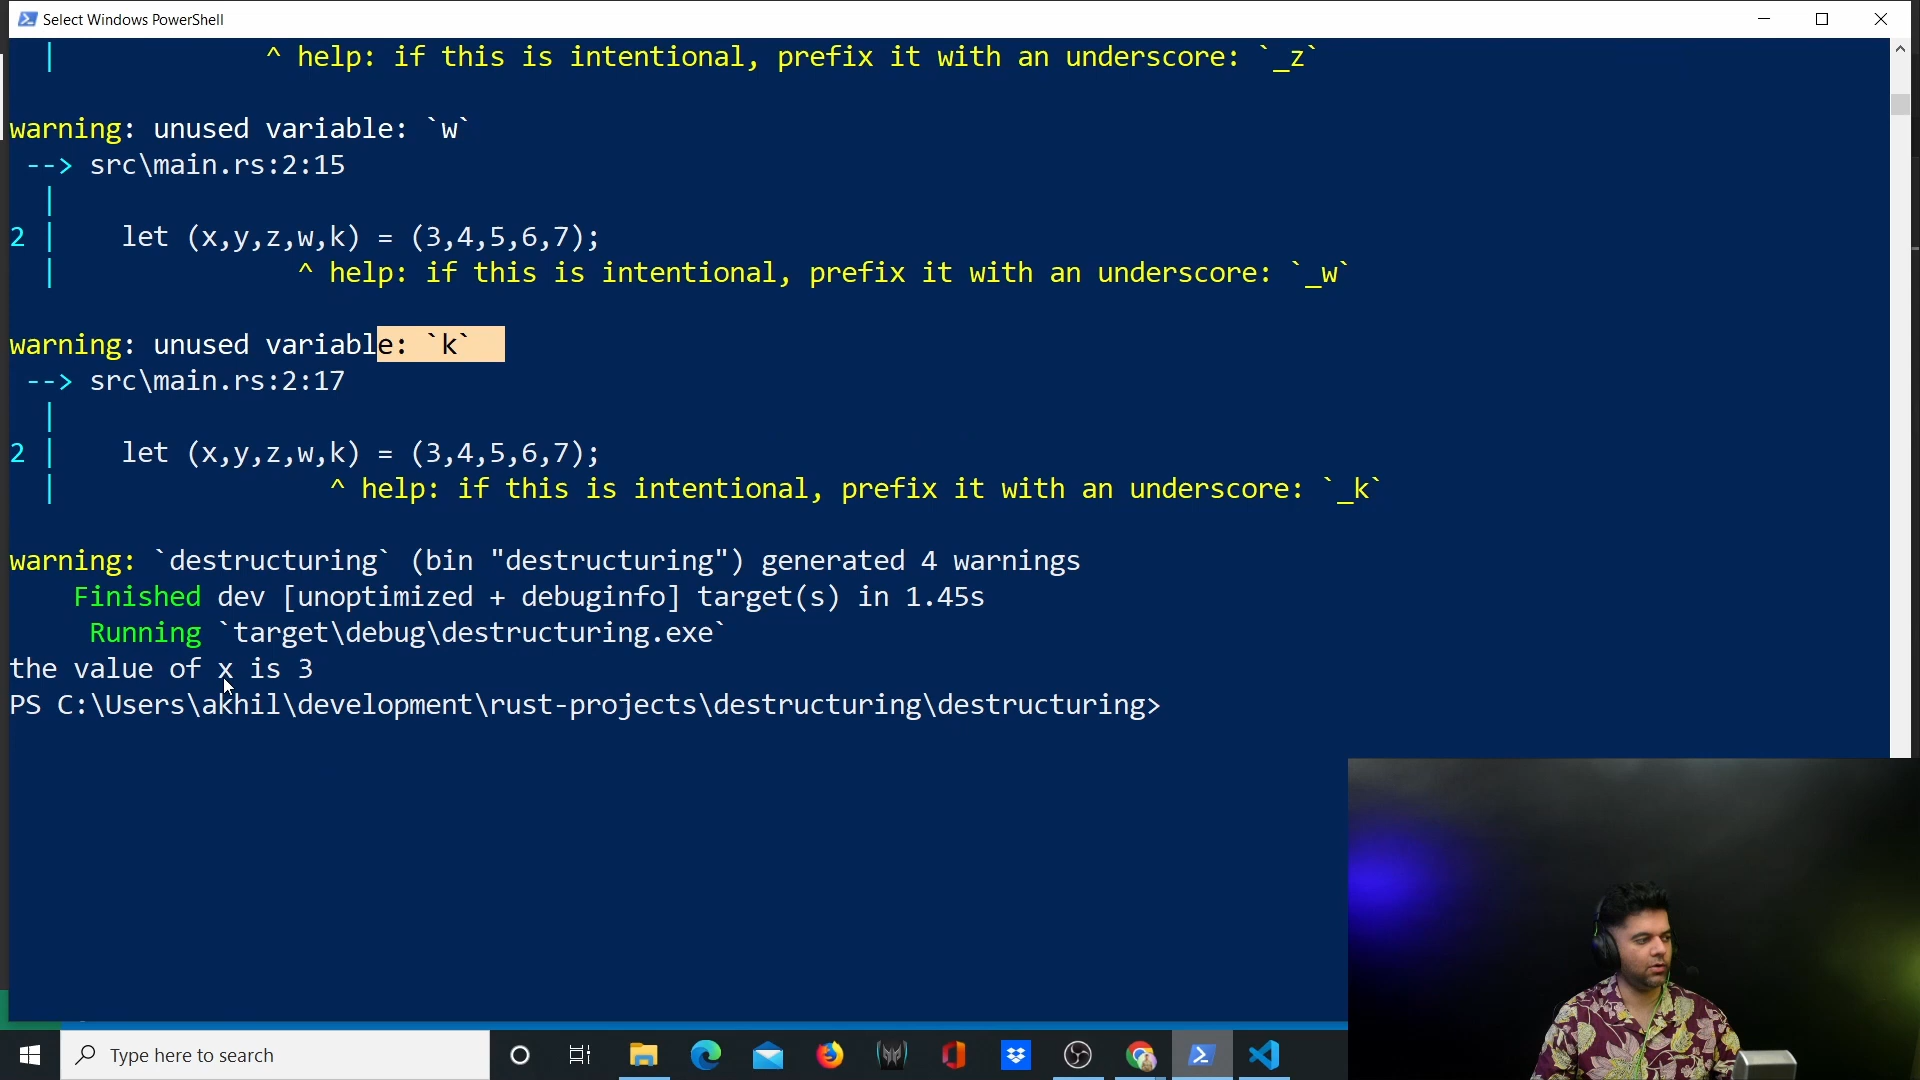 Select Windows PowerShell
| ^ help: if this is intentional, prefix it with an underscore: `_z`
warning: unused variable: `w`
--> src\main.rs:2:15
|
2 | let (x,y,z,w,k) = (3,4,5,6,7);
| ^ help: if this is intentional, prefix it with an underscore: `_w`
warning: unused variable: `k`
--> src\main.rs:2:17
|
2 | let (x,y,z,w,k) = (3,4,5,6,7);
| ^ help: if this is intentional, prefix it with an underscore: `_k`
warning: `destructuring` (bin "destructuring") generated 4 warnings
Finished dev [unoptimized + debuginfo] target(s) in 1.45s
Running `target\debug\destructuring.exe`
the value of x is 3
PS C:\Users\akhil\development\rust-projects\destructuring\destructuring>
Type here to search